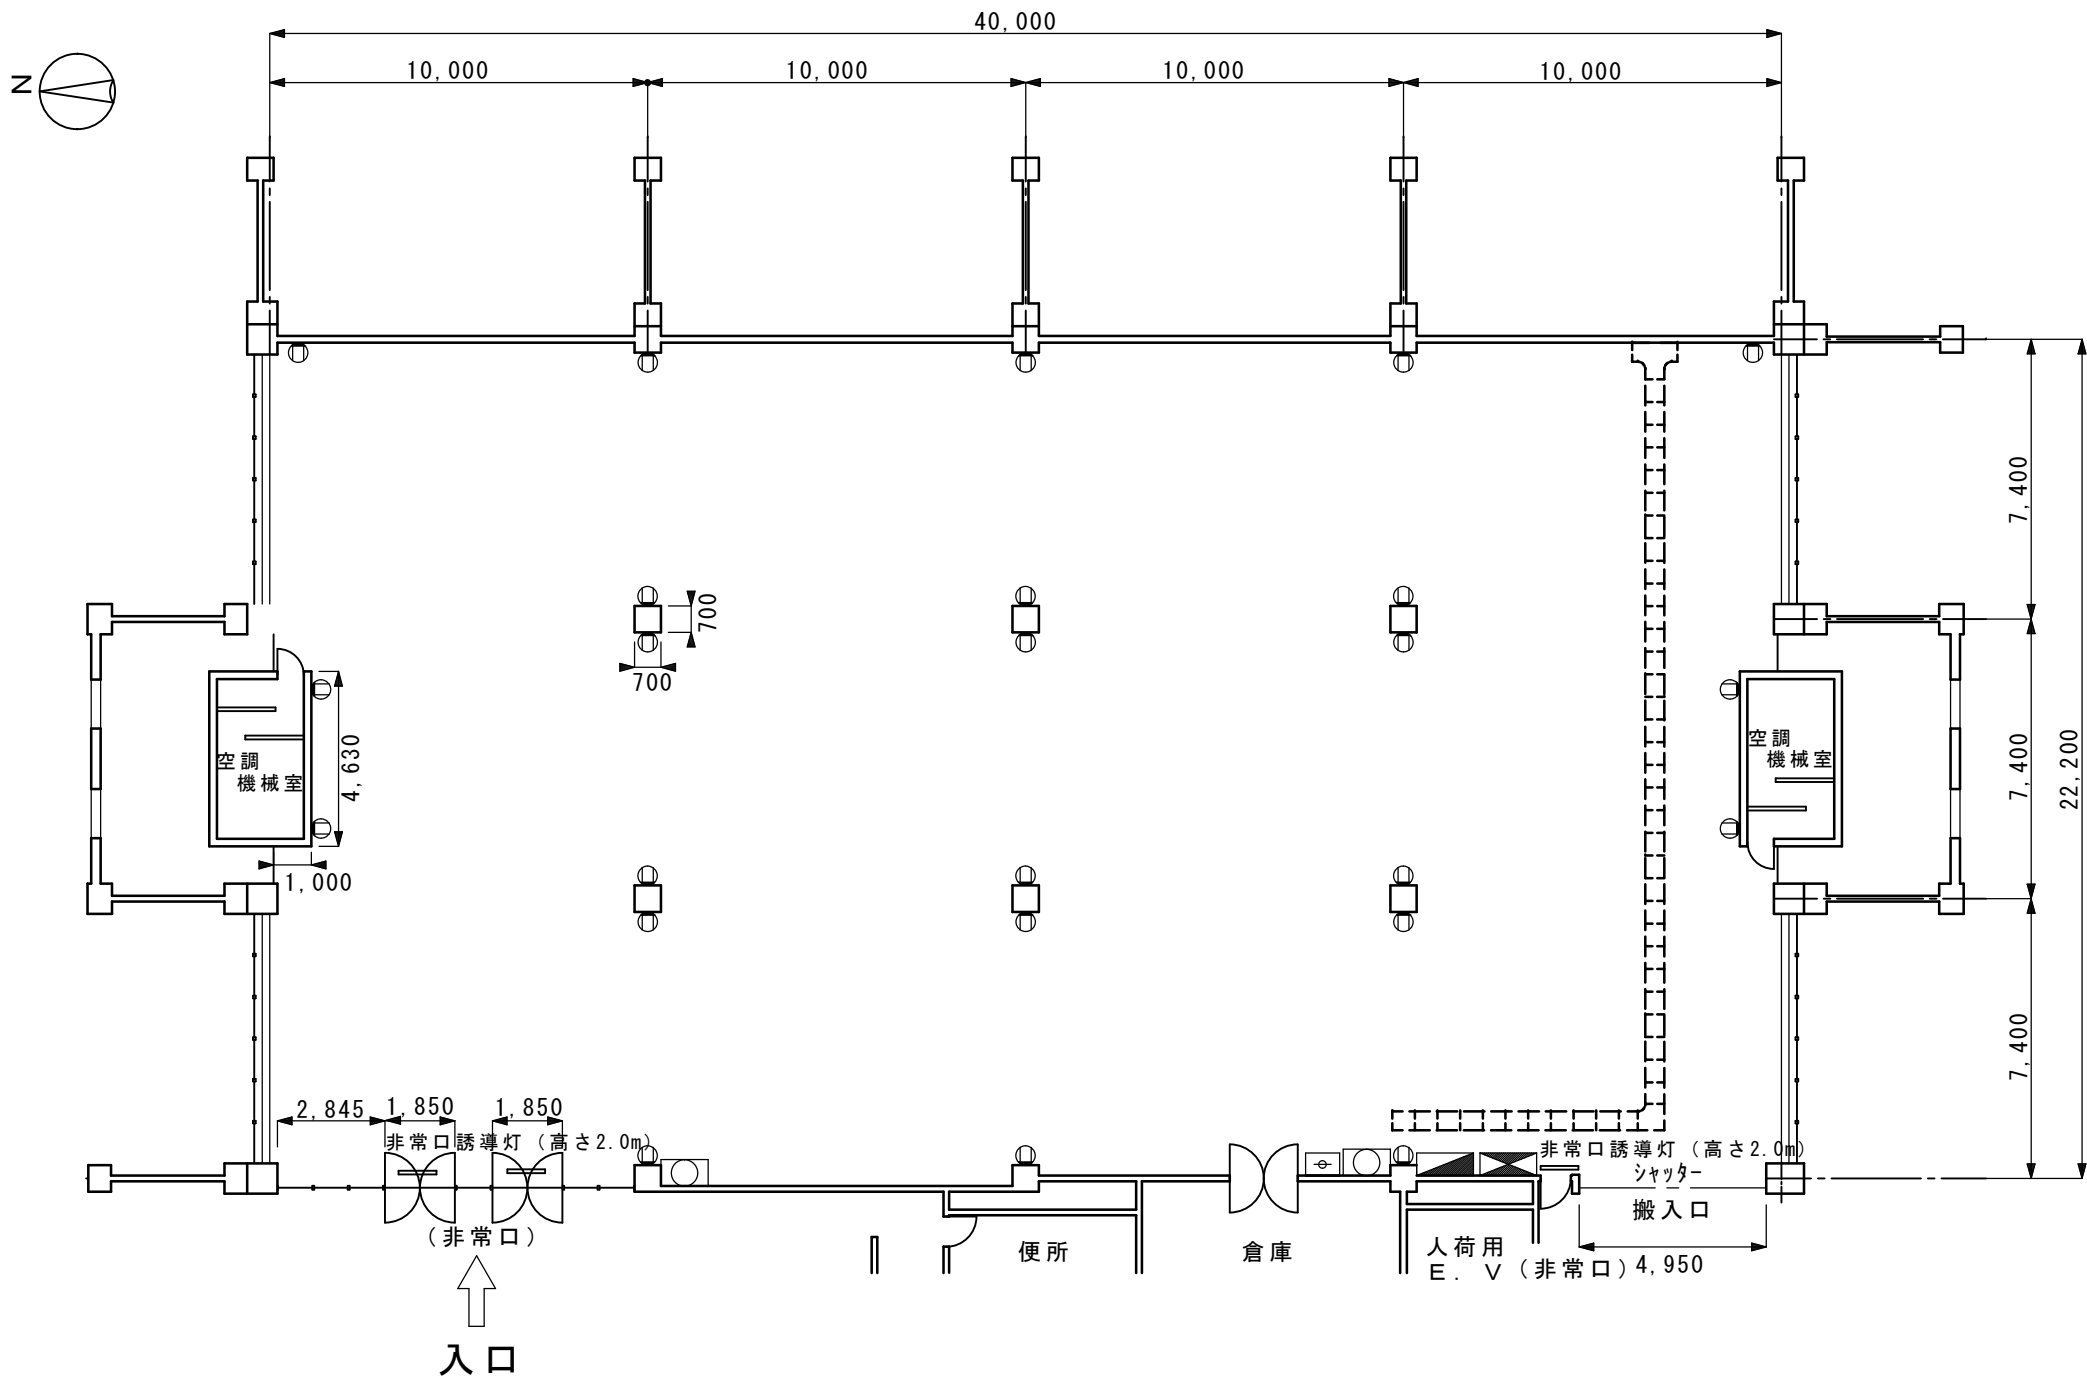 40,000
10,000
10,000
10,000
10,000
N
7,400
700
700
空調
機械室
4,630
1,000
空調
機械室
7,400
22,200
7,400
2,845
1,850
1,850
非常口誘導灯（高さ2.0m）
非常口誘導灯（高さ2.0m）
シャッター
搬入口
（非常口）
便所
倉庫
人荷用
E. V（非常口）
4,950
入口